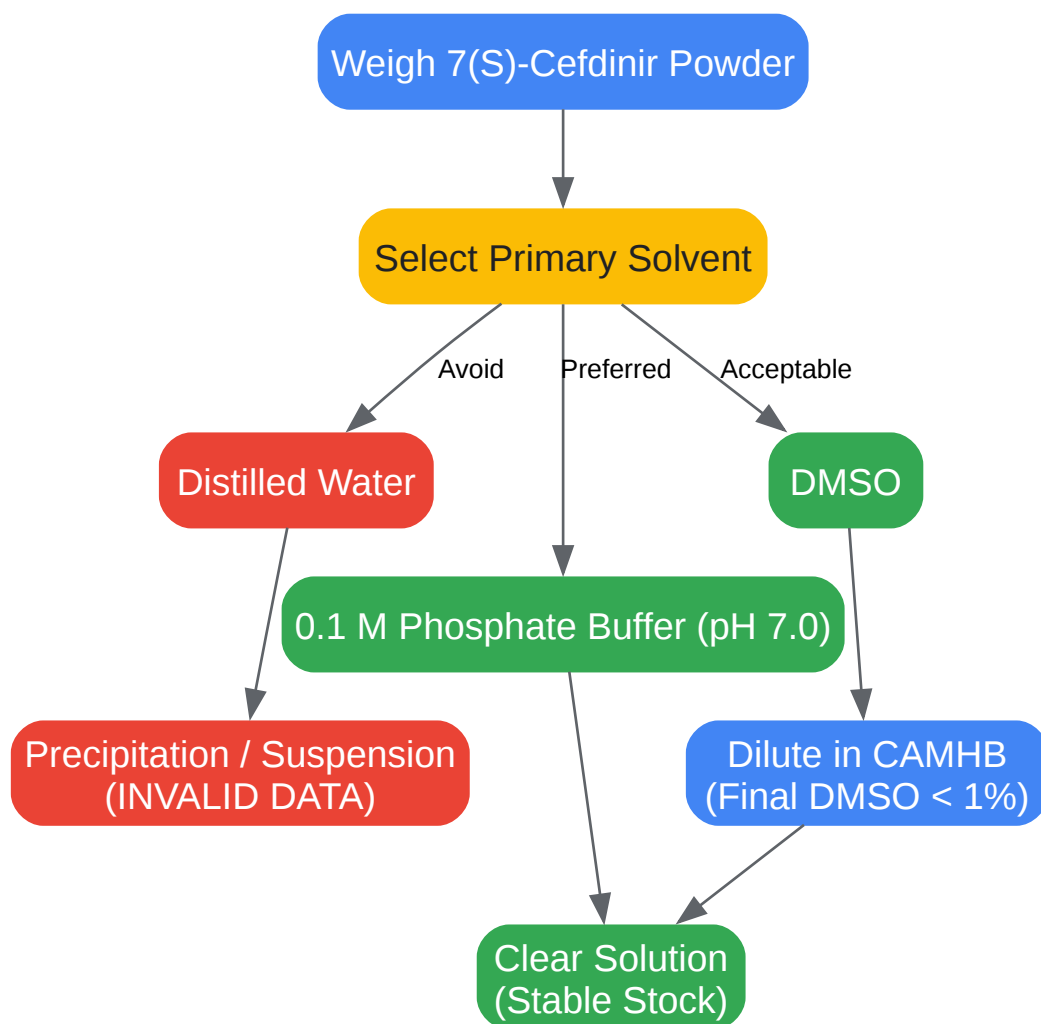 Weigh 7(S)-Cefdinir Powder
Select Primary Solvent
Avoid
Preferred
Acceptable
Distilled Water
DMSO
0.1 M Phosphate Buffer (pH 7.0)
Precipitation / Suspension
(INVALID DATA)
Dilute in CAMHB
(Final DMSO < 1%)
Clear Solution
(Stable Stock)